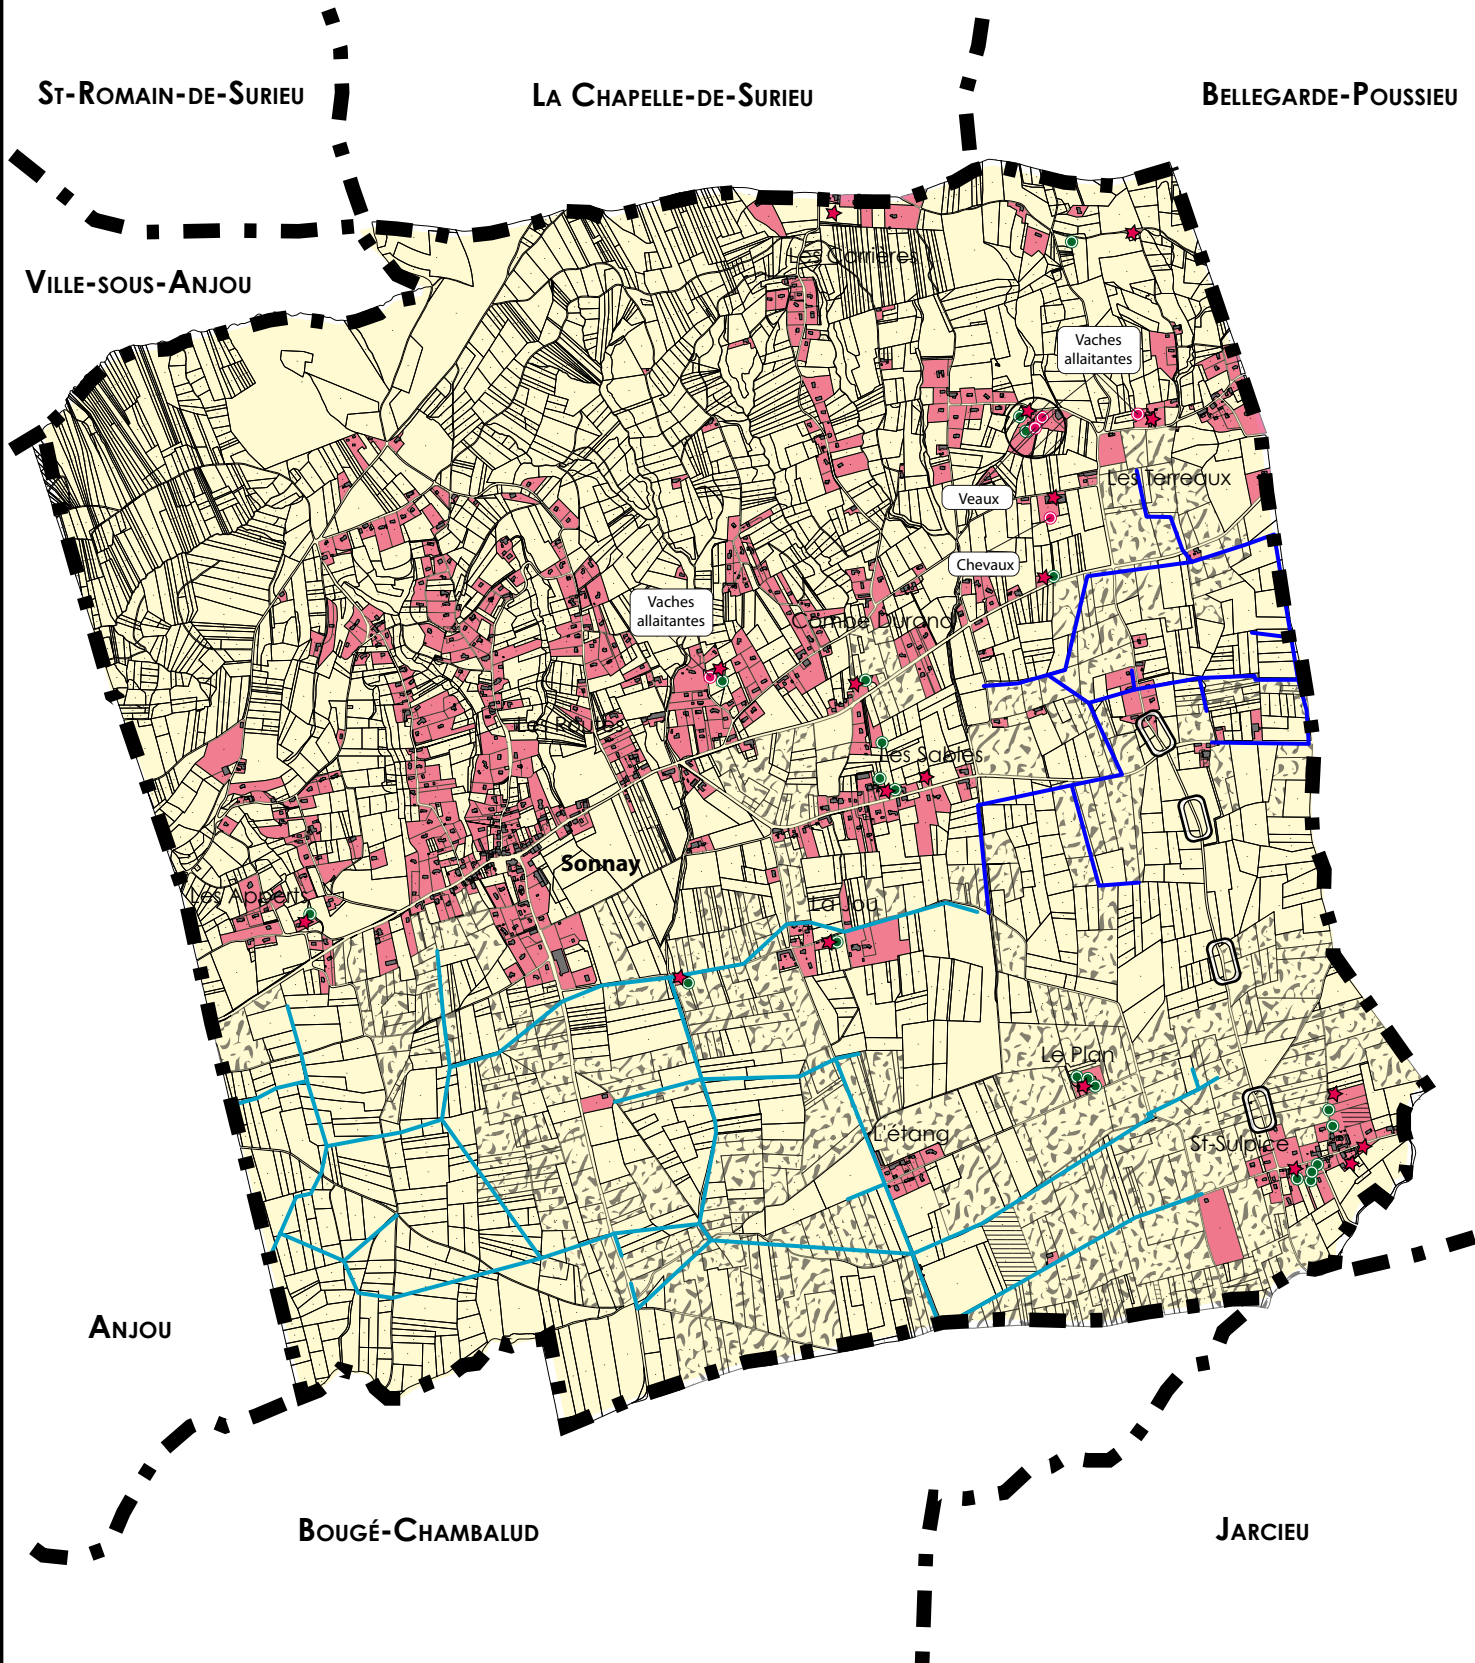 St-Romain-de-Surieu
La Chapelle-de-Surieu
Bellegarde-Poussieu
Ville-sous-Anjou
Les Carrières
Vaches
allaitantes
Les Terreaux
Veaux
Chevaux
Vaches
allaitantes
Combe Durand
Les Sables
Sonnay
Les Apperts
La Jou
Le Plan
L'étang
St-Sulpice
Anjou
Bougé-Chambalud
Jarcieu